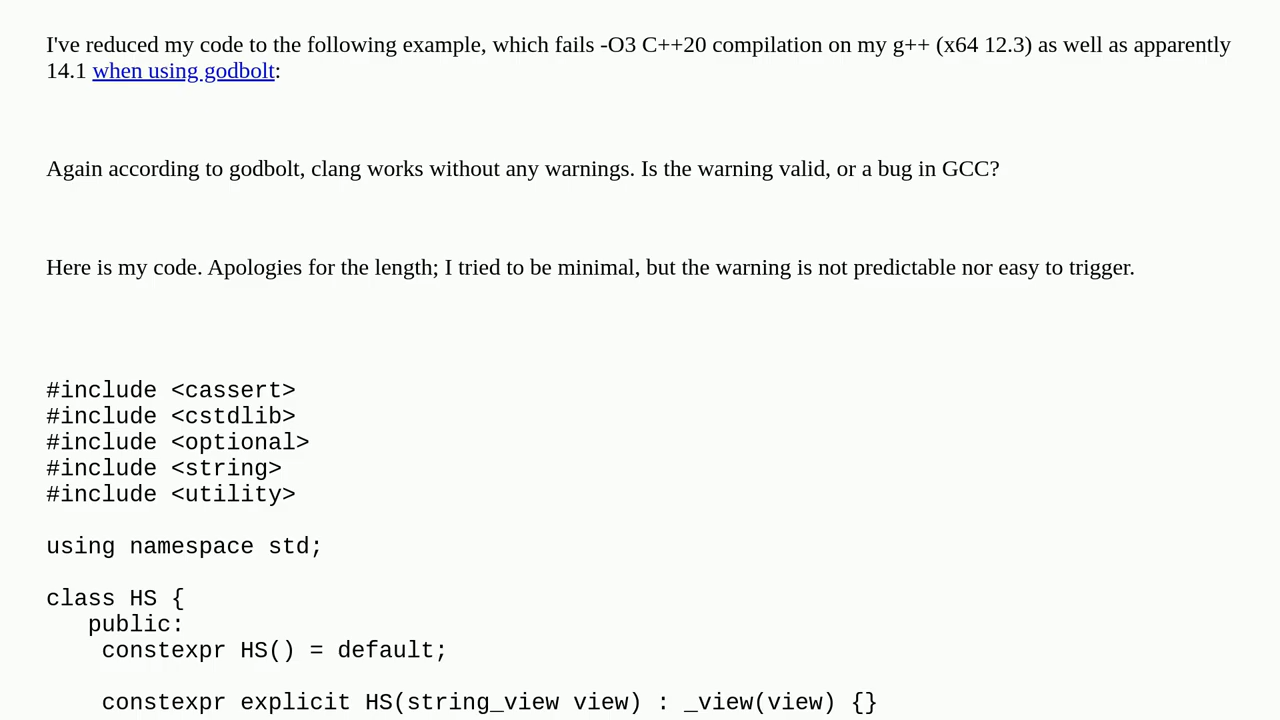 I've reduced my code to the following example, which fails -O3 C++20 compilation on my g++ (x64 12.3) as well as apparently
14.1 when using godbolt:
Again according to godbolt, clang works without any warnings. Is the warning valid, or a bug in GCC?
Here is my code. Apologies for the length; I tried to be minimal, but the warning is not predictable nor easy to trigger.
#include <cassert>
#include <cstdlib>
#include <optional>
#include <string>
#include <utility>
using namespace std;
class HS {
   public:
    constexpr HS() = default;
    constexpr explicit HS(string_view view) : _view(view) {}